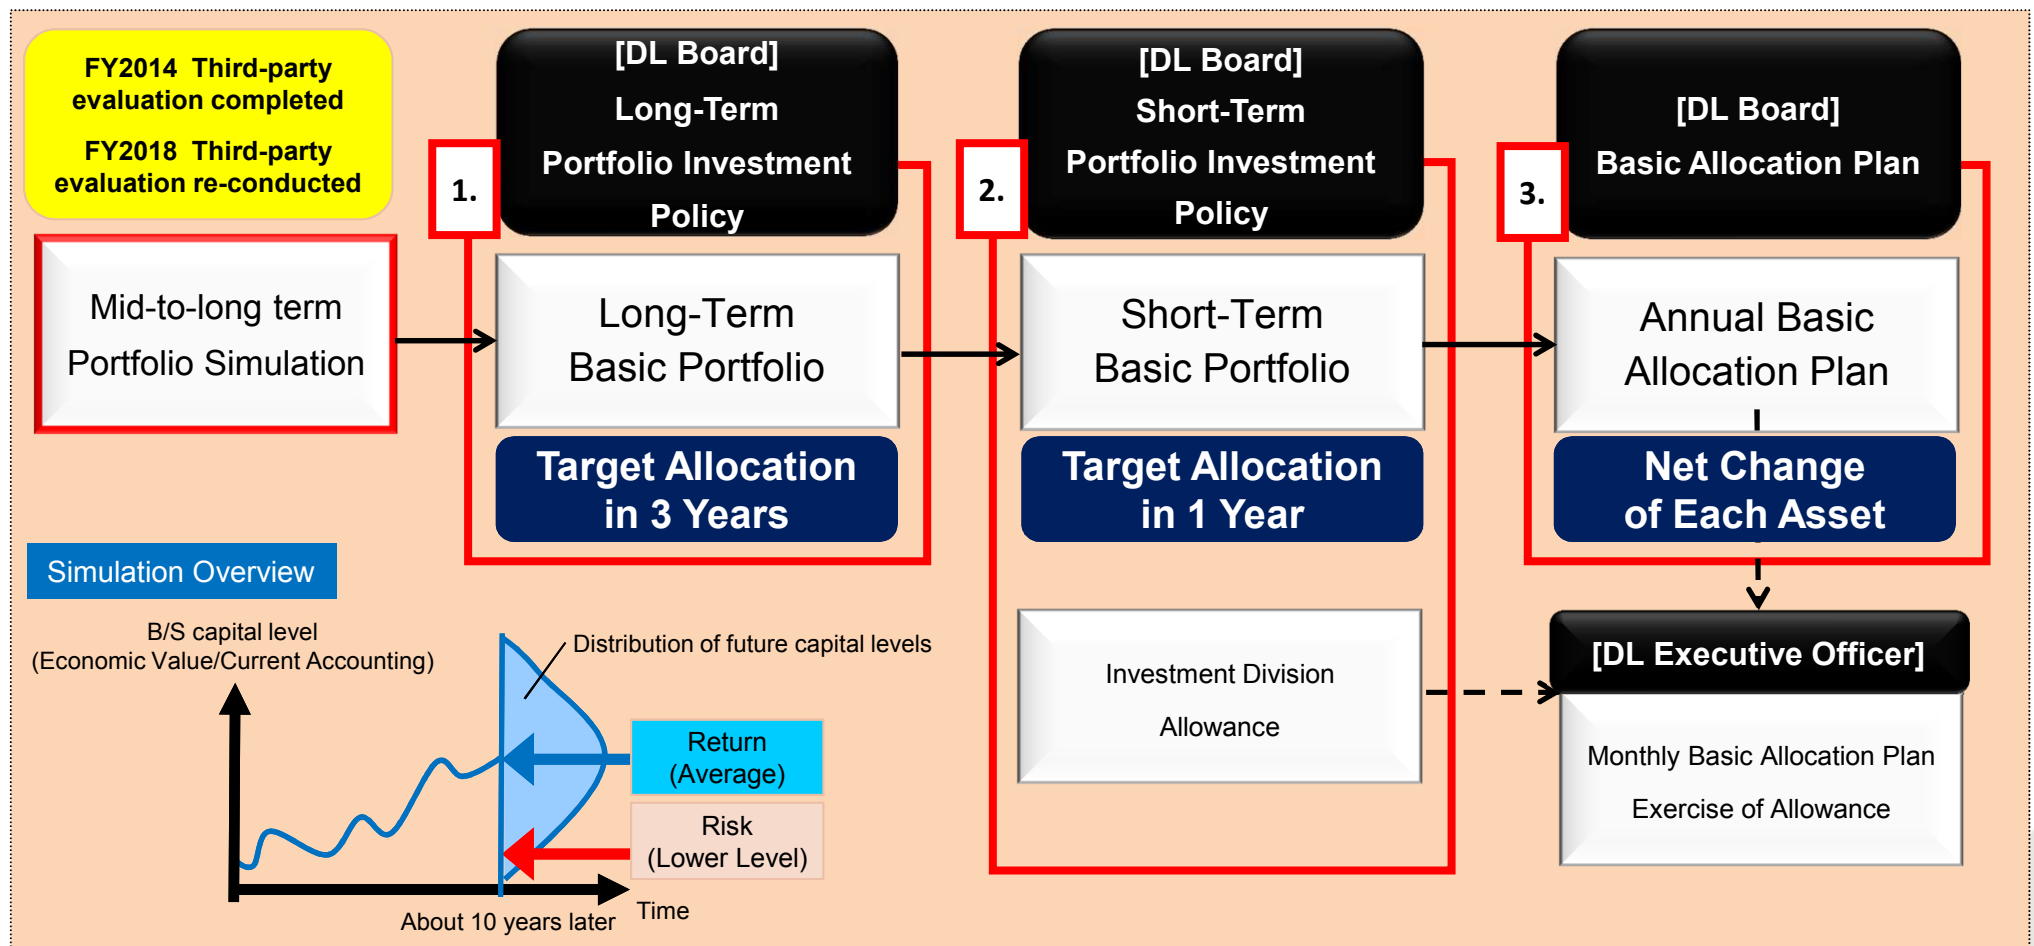 FY2014 Third-party
evaluation completed
FY2018 Third-party
evaluation re-conducted
Mid-to-long term
Portfolio Simulation
1.
[DL Board]
Long-Term
Portfolio Investment
Policy
Long-Term
Basic Portfolio
Target Allocation
in 3 Years
2.
[DL Board]
Short-Term
Portfolio Investment
Policy
Short-Term
Basic Portfolio
Target Allocation
in 1 Year
Investment Division
Allowance
3.
[DL Board]
Basic Allocation Plan
Annual Basic
Allocation Plan
Net Change
of Each Asset
[DL Executive Officer]
Monthly Basic Allocation Plan
Exercise of Allowance
Simulation Overview
B/S capital level
(Economic Value/Current Accounting)
Distribution of future capital levels
Return
(Average)
Risk
(Lower Level)
Time
About 10 years later